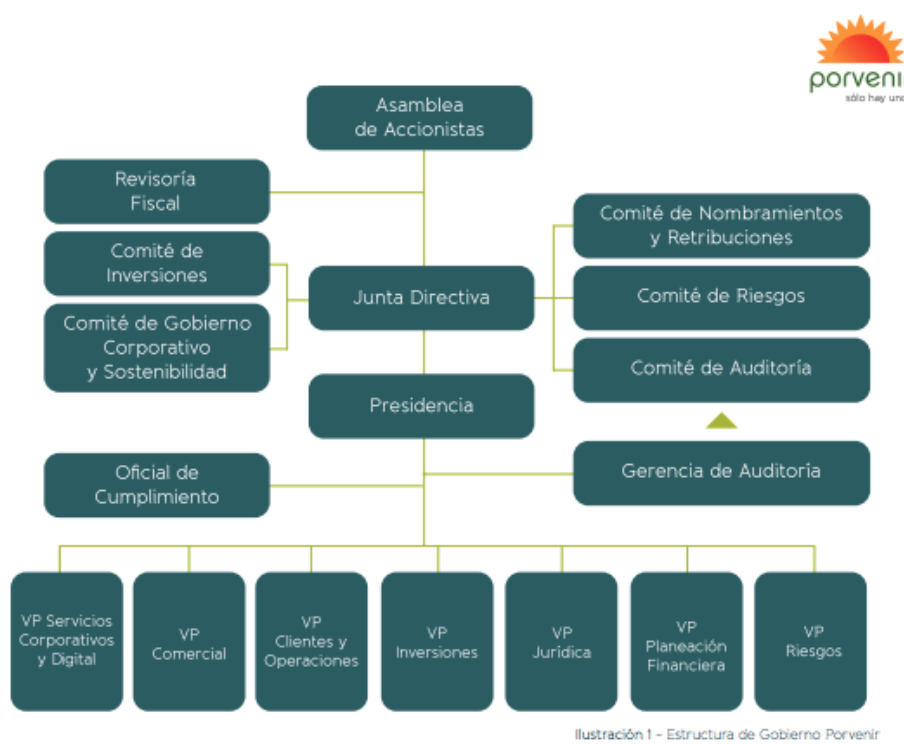 porveni
sólo hay un
Asamblea
de Accionistas
Revisoría
Fiscal
Comité de Nombramientos
y Retribuciones
Comité de
Inversiones
Junta Directiva
Comité de Riesgos
Comité de Gobierno
Corporativo
y Sostenibilidad
Comité de Auditoría
Presidencia
Oficial de
Cumplimiento
Gerencia de Auditoría
VP Servicios
Corporativos
y Digital
VP
Comercial
VP
Clientes y
Operaciones
VP
Inversiones
VP
Jurídica
VP
Planeación
Financiera
VP
Riesgos
Ilustración 1 - Estructura de Gobierno Porvenir